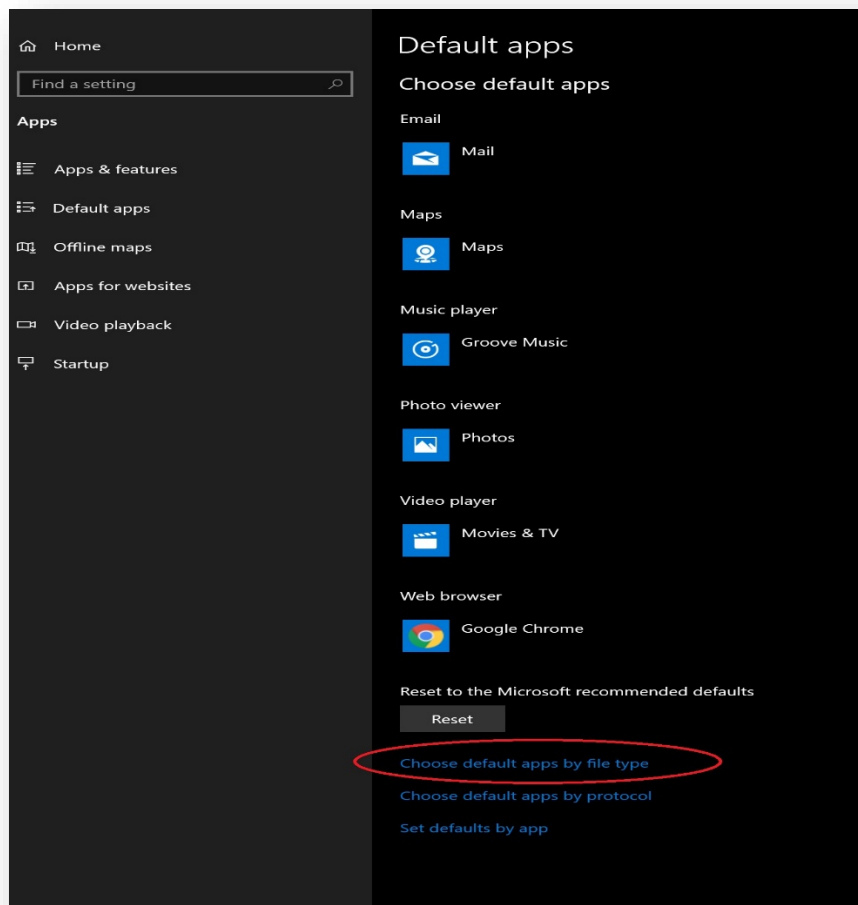 Home
Find a setting
Apps
Apps & features
Default apps
Offline maps
Apps for websites
Video playback
Startup
Default apps
Choose default apps
Email
Mail
Maps
Maps
Music player
Groove Music
Photo viewer
Photos
Video player
Movies & TV
Web browser
Google Chrome
Reset to the Microsoft recommended defaults
Reset
Choose default apps by file type
Choose default apps by protocol
Set defaults by app